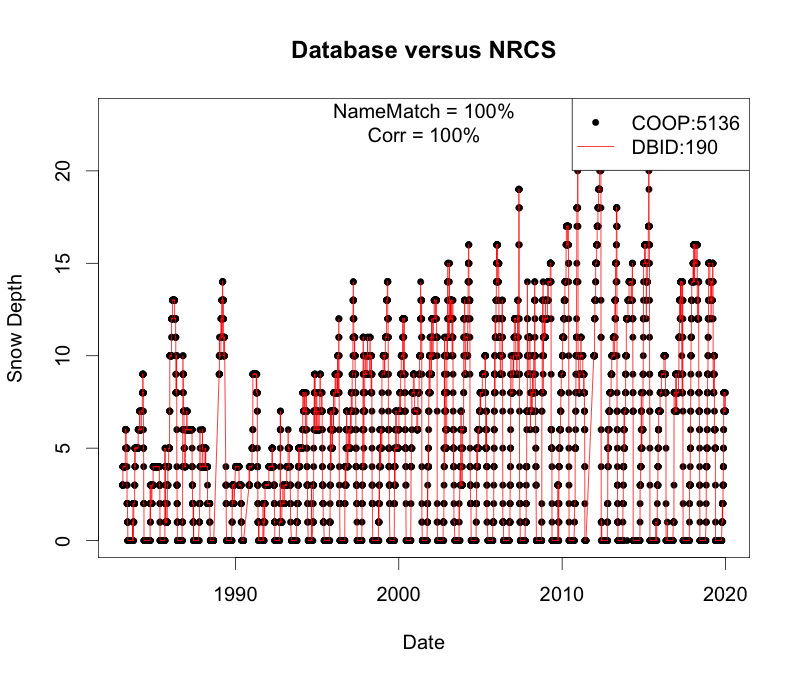 Database versus NRCS
NameMatch = 100%
Corr = 100%
COOP:5136
DBID:190
Snow Depth
20
15
10
5
0
1990
2000
2010
2020
Date